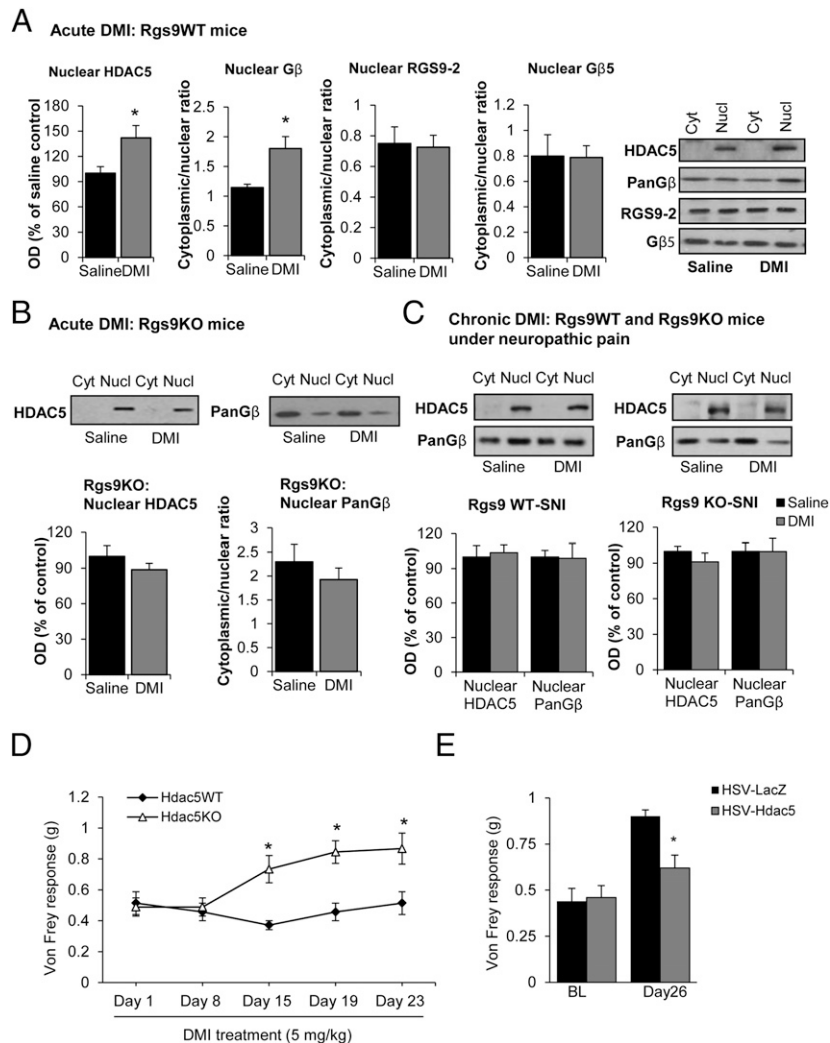 A
Acute DMI: Rgs9WT mice
Nuclear HDAC5
OD (% of saline control)
180
150
120
90
60
30
0
*
SalineDMI
Nuclear Gβ
Cytoplasmic/nuclear ratio
2.5
2
1.5
1
0.5
0
*
Saline DMI
Nuclear RGS9-2
Cytoplasmic/nuclear ratio
1
0.8
0.6
0.4
0.2
0
Saline DMI
Nuclear Gβ5
Cytoplasmic/nuclear ratio
1.2
1
0.8
0.6
0.4
0.2
0
Saline DMI
Cyt Nucl Cyt Nucl
HDAC5
PanGβ
RGS9-2
Gβ5
Saline DMI
B
Acute DMI: Rgs9KO mice
Cyt Nucl Cyt Nucl
HDAC5
Saline DMI
Cyt Nucl Cyt Nucl
PanGβ
Saline DMI
Rgs9KO:
Nuclear HDAC5
OD (% of control)
120
90
60
30
0
Saline DMI
Rgs9KO:
Nuclear PanGβ
Cytoplasmic/nuclear ratio
3
2.5
2
1.5
1
0.5
0
Saline DMI
C
Chronic DMI: Rgs9WT and Rgs9KO mice
under neuropathic pain
Cyt Nucl Cyt Nucl
HDAC5
PanGβ
Saline DMI
Cyt Nucl Cyt Nucl
HDAC5
PanGβ
Saline DMI
Rgs9 WT-SNI
OD (% of control)
120
90
60
30
0
Nuclear
HDAC5
Nuclear
PanGβ
Rgs9 KO-SNI
Saline
DMI
OD (% of control)
120
90
60
30
0
Nuclear
HDAC5
Nuclear
PanGβ
D
Von Frey response (g)
1.2
1
0.8
0.6
0.4
0.2
0
Hdac5WT
Hdac5KO
* * *
Day 1 Day 8 Day 15 Day 19 Day 23
DMI treatment (5 mg/kg)
E
Von Frey response (g)
1
0.75
0.5
0.25
0
HSV-LacZ
HSV-Hdac5
*
BL Day26